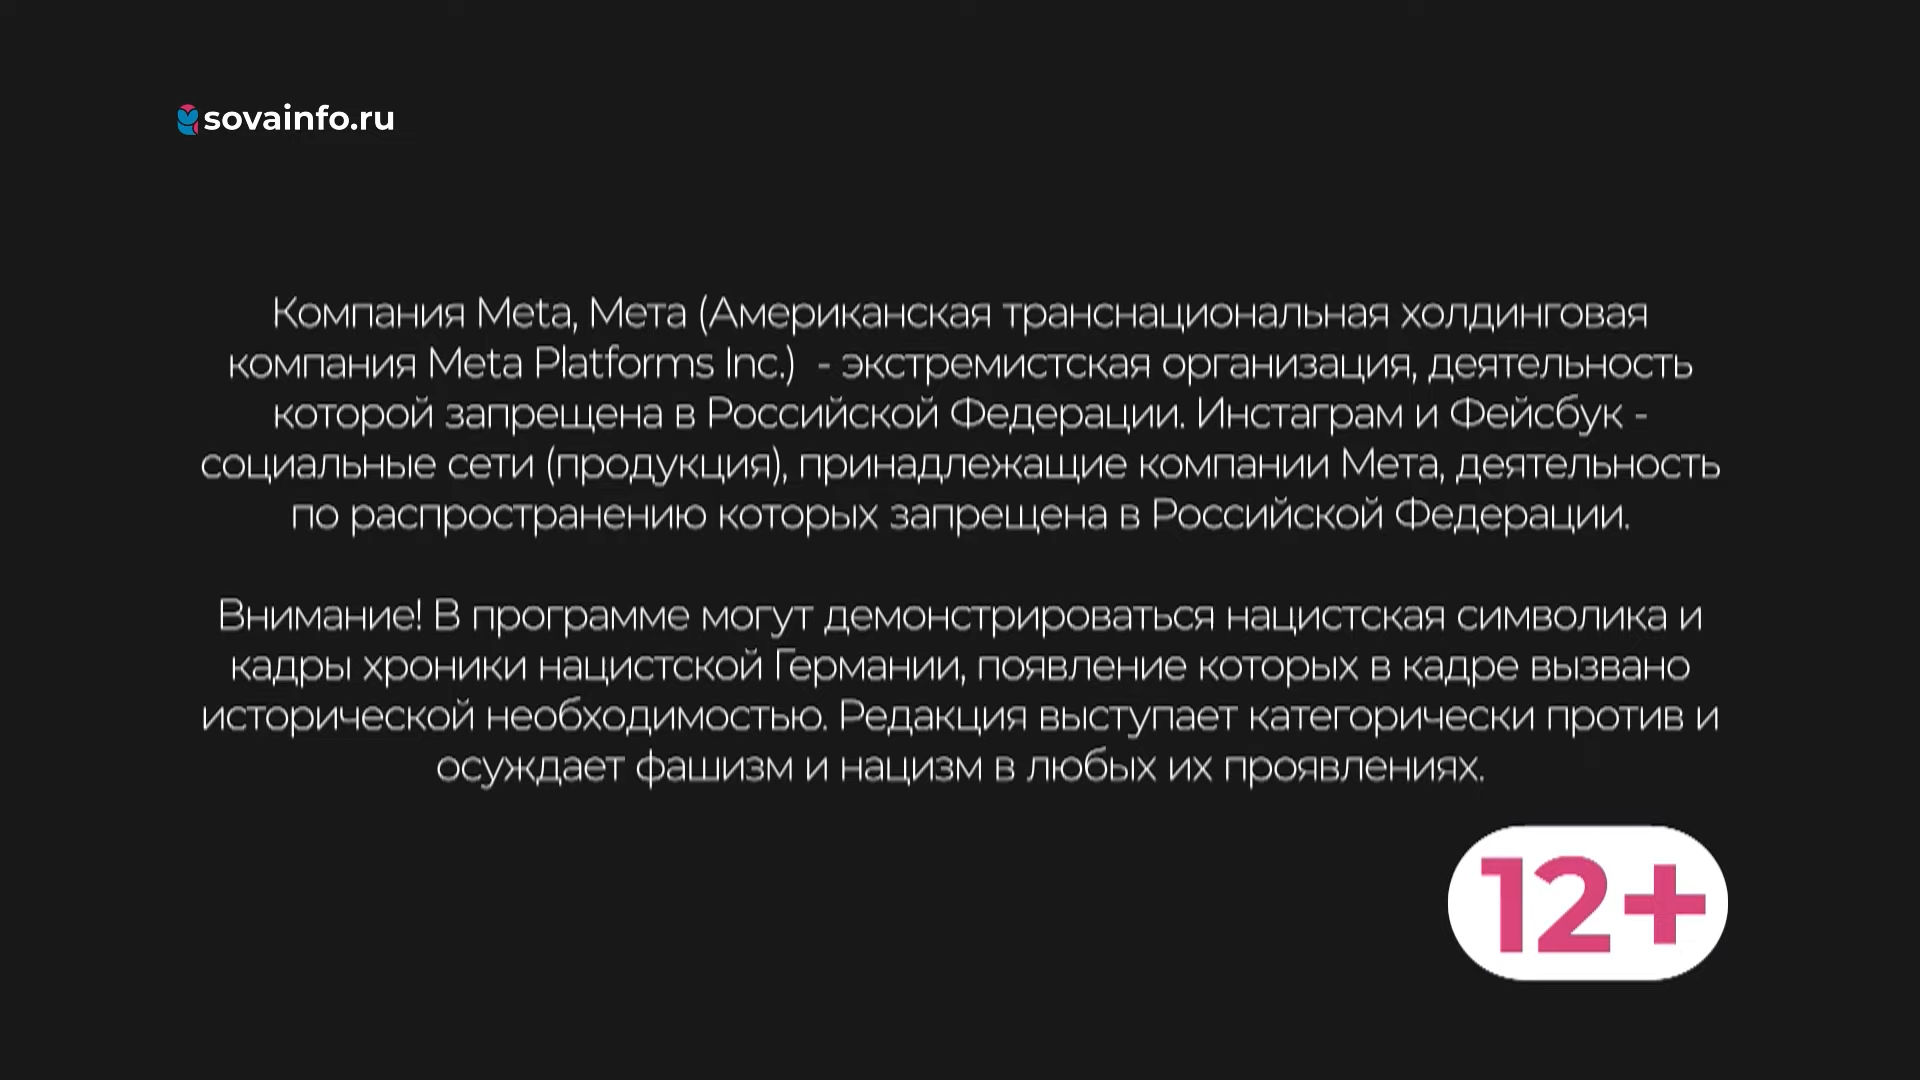 sovainfo.ru
Компания Meta, Мета (Американская транснациональная холдинговая
компания Meta Platforms Inc.)  - экстремистская организация, деятельность
которой запрещена в Российской Федерации. Инстаграм и Фейсбук -
социальные сети (продукция), принадлежащие компании Мета, деятельность
по распространению которых запрещена в Российской Федерации.
Внимание! В программе могут демонстрироваться нацистская символика и
кадры хроники нацистской Германии, появление которых в кадре вызвано
исторической необходимостью. Редакция выступает категорически против и
осуждает фашизм и нацизм в любых их проявлениях.
12+